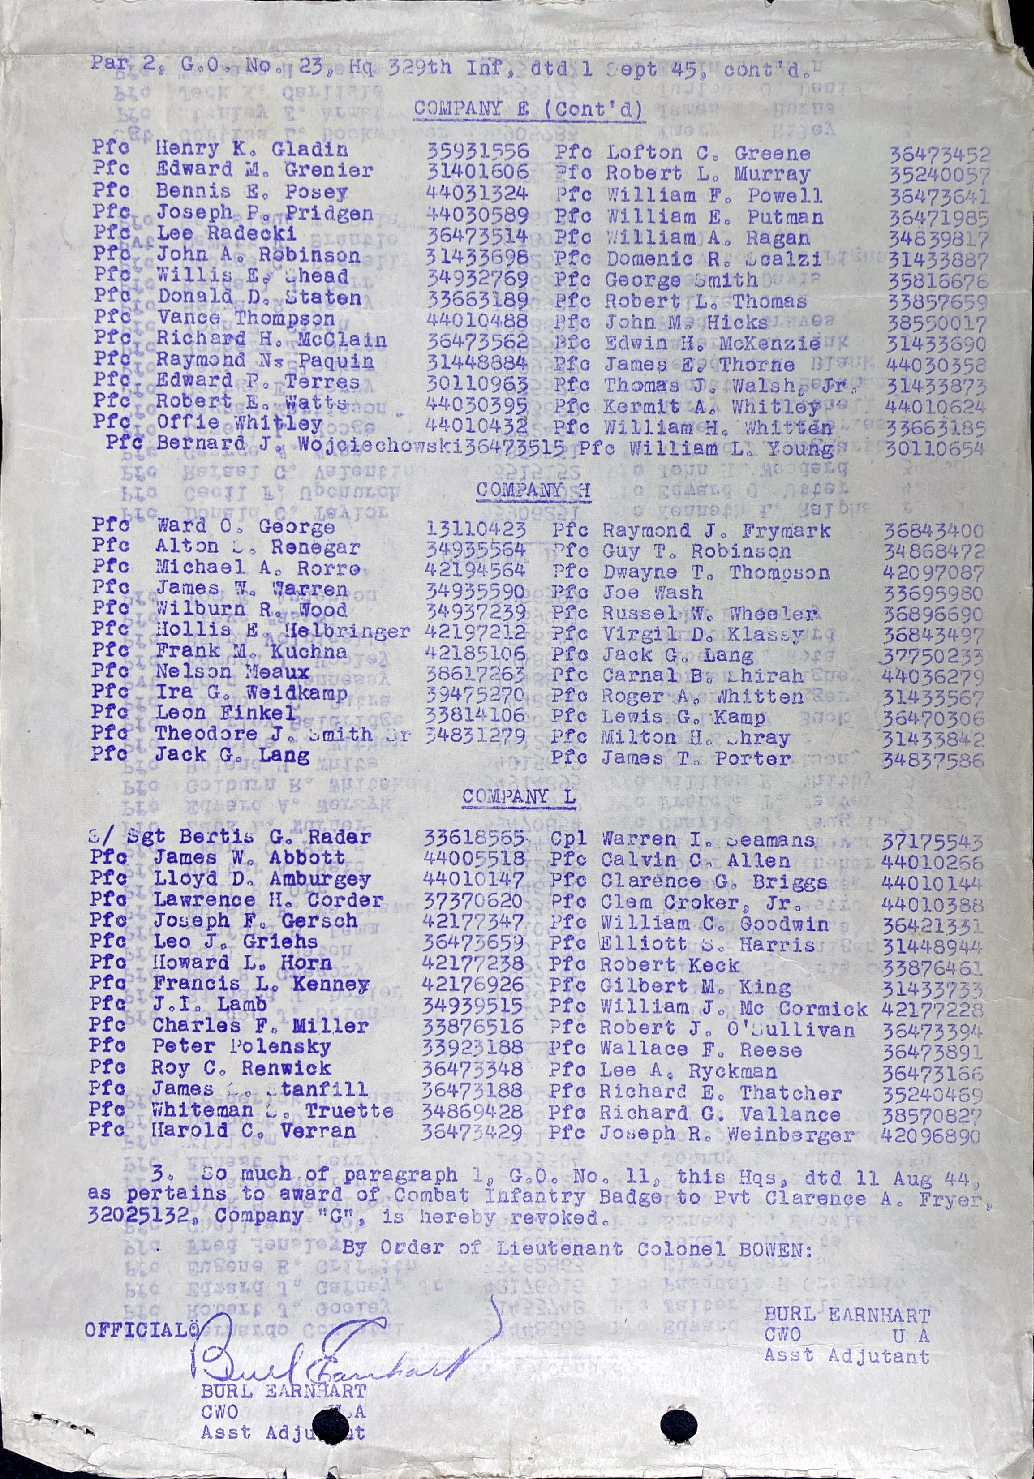 Par 2, G.O. No. 23, Hq 329th Inf, dtd 1 Sept 45, cont'd.
COMPANY E (Cont'd)
Pfc Henry K. Gladin 35931556 Pfc Lofton C. Greene 36473452
Pfc Edward M. Grenier 31401606 Pfc Robert L. Murray 35240057
Pfc Bennis E. Posey 44031324 Pfc William F. Powell 36473641
Pfc Joseph P. Pridgen 44030589 Pfc William E. Putman 36471985
Pfc Lee Radecki 36473514 Pfc William A. Ragan 34839817
Pfc John A. Robinson 31433698 Pfc Domenic R. Scalzi 31433887
Pfc Willis E. Shead 34932769 Pfc George Smith 35816676
Pfc Donald D. Staten 33663189 Pfc Robert L. Thomas 33857659
Pfc Vance Thompson 44010488 Pfc John M. Hicks 38550017
Pfc Richard H. McClain 36473562 Pfc Edwin H. McKenzie 31433690
Pfc Raymond N. Paquin 31448884 Pfc James E. Thorne 44030358
Pfc Edward P. Terres 30110963 Pfc Thomas J. Walsh, Jr. 31433873
Pfc Robert E. Watts 44030395 Pfc Kermit A. Whitley 44010624
Pfc Offie Whitley 44010432 Pfc William H. Whitten 33663185
Pfc Bernard J. Wojciechowski36473515 Pfc William L. Young 30110654
COMPANY H
Pfc Ward O. George 13110423 Pfc Raymond J. Frymark 36843400
Pfc Alton S. Renegar 34935564 Pfc Guy T. Robinson 34868472
Pfc Michael A. Rorro 42194564 Pfc Dwayne T. Thompson 42097087
Pfc James W. Warren 34935590 Pfc Joe Wash 33695980
Pfc Wilburn R. Wood 34937239 Pfc Russel W. Wheeler 36896690
Pfc Hollis E. Helbringer 42197212 Pfc Virgil D. Klassy 36843497
Pfc Frank M. Kuchna 42185106 Pfc Jack G. Lang 37750233
Pfc Nelson Meaux 38617263 Pfc Carnal B. Shirah 44036279
Pfc Ira G. Weidkamp 39475270 Pfc Roger A. Whitten 31433567
Pfc Leon Finkel 33814106 Pfc Lewis G. Kamp 36470306
Pfc Theodore J. Smith Sr 34831279 Pfc Milton H. Shray 31433842
Pfc Jack G. Lang Pfc James T. Porter 34837586
COMPANY L
S/ Sgt Bertis G. Rader 33618565 Cpl Warren I. Seamans 37175543
Pfc James W. Abbott 44005518 Pfc Calvin C. Allen 44010266
Pfc Lloyd D. Amburgey 44010147 Pfc Clarence G. Briggs 44010144
Pfc Lawrence H. Corder 37370620 Pfc Clem Croker, Jr. 44010388
Pfc Joseph F. Gersch 42177347 Pfc William C. Goodwin 36421331
Pfc Leo J. Griehs 36473659 Pfc Elliott S. Harris 31448944
Pfc Howard L. Horn 42177238 Pfc Robert Keck 33876461
Pfc Francis L. Kenney 42176926 Pfc Gilbert M. King 31433733
Pfc J.I. Lamb 34939515 Pfc William J. Mc Cormick 42177228
Pfc Charles F. Miller 33876516 Pfc Robert J. O'Sullivan 36473394
Pfc Peter Polensky 33923188 Pfc Wallace F. Reese 36473891
Pfc Roy C. Renwick 36473348 Pfc Lee A. Ryckman 36473166
Pfc James Stanfill 36473188 Pfc Richard E. Thatcher 35240469
Pfc Whiteman S. Truette 34869428 Pfc Richard C. Vallance 38570827
Pfc Harold C. Verran 36473429 Pfc Joseph R. Weinberger 42096890
3. So much of paragraph 1, G.O. No. 11, this Hqs, dtd 11 Aug 44,
as pertains to award of Combat Infantry Badge to Pvt Clarence A. Fryer,
32025132, Company "G", is hereby revoked.
By Order of Lieutenant Colonel BOWEN:
BURL EARNHART
CWO U A
Asst Adjutant
OFFICIAL:
Burl Earnhart
BURL EARNHART
CWO A
Asst